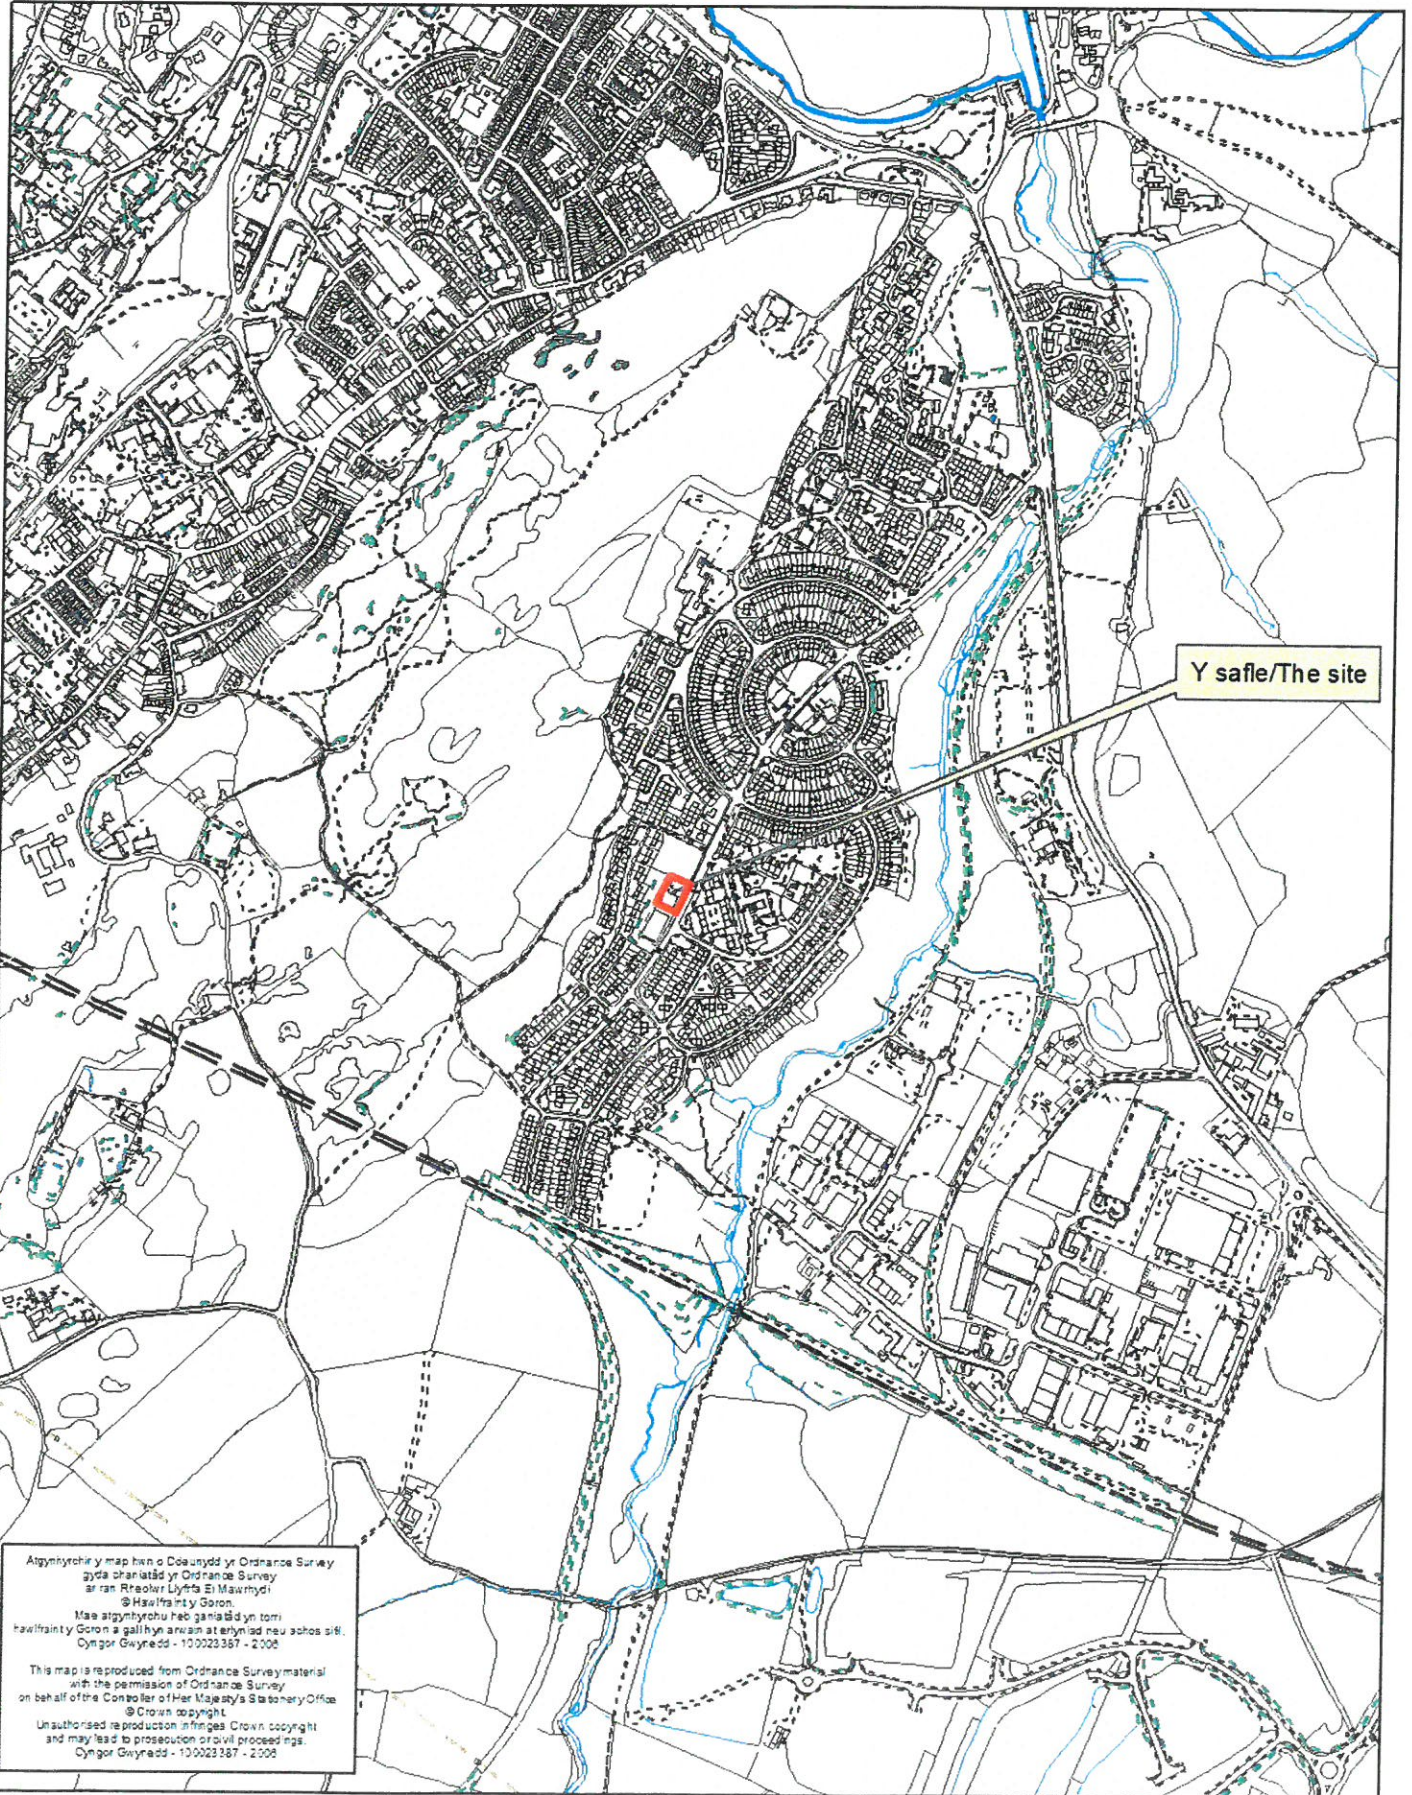 Y safle/The site
Atgynhyrchir y map hwn o Ddeunydd yr Ordnance Survey
gyda chaniatâd yr Ordnance Survey
ar ran Rheolwr Llyfrfa Ei Mawrhydi
© Hawlfraint y Goron.
Mae atgynhyrchu heb ganiatâd yn torri
hawlfraint y Goron a gall hyn arwain at erlyniad neu achos sifil.
Cyngor Gwynedd - 100023387 - 2006
This map is reproduced from Ordnance Survey material
with the permission of Ordnance Survey
on behalf of the Controller of Her Majesty's Stationery Office
© Crown copyright.
Unauthorised reproduction infringes Crown copyright
and may lead to prosecution or civil proceedings.
Cyngor Gwynedd - 100023387 - 2006